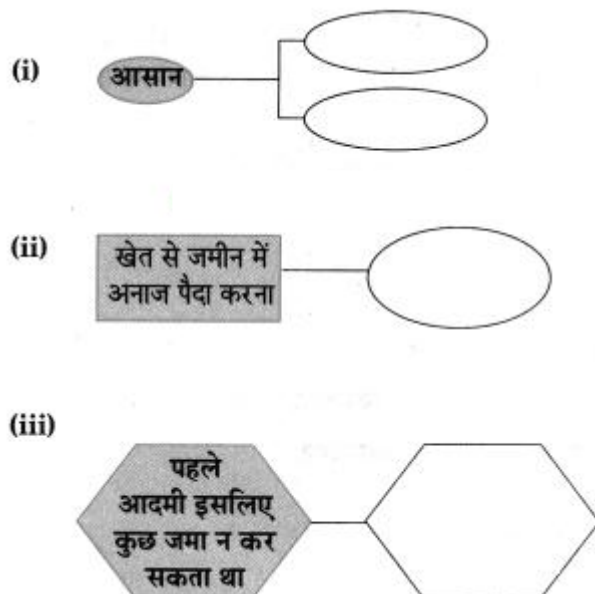 (i)
आसान
(ii)
खेत से जमीन में
अनाज पैदा करना
(iii)
पहले
आदमी इसलिए
कुछ जमा न कर
सकता था